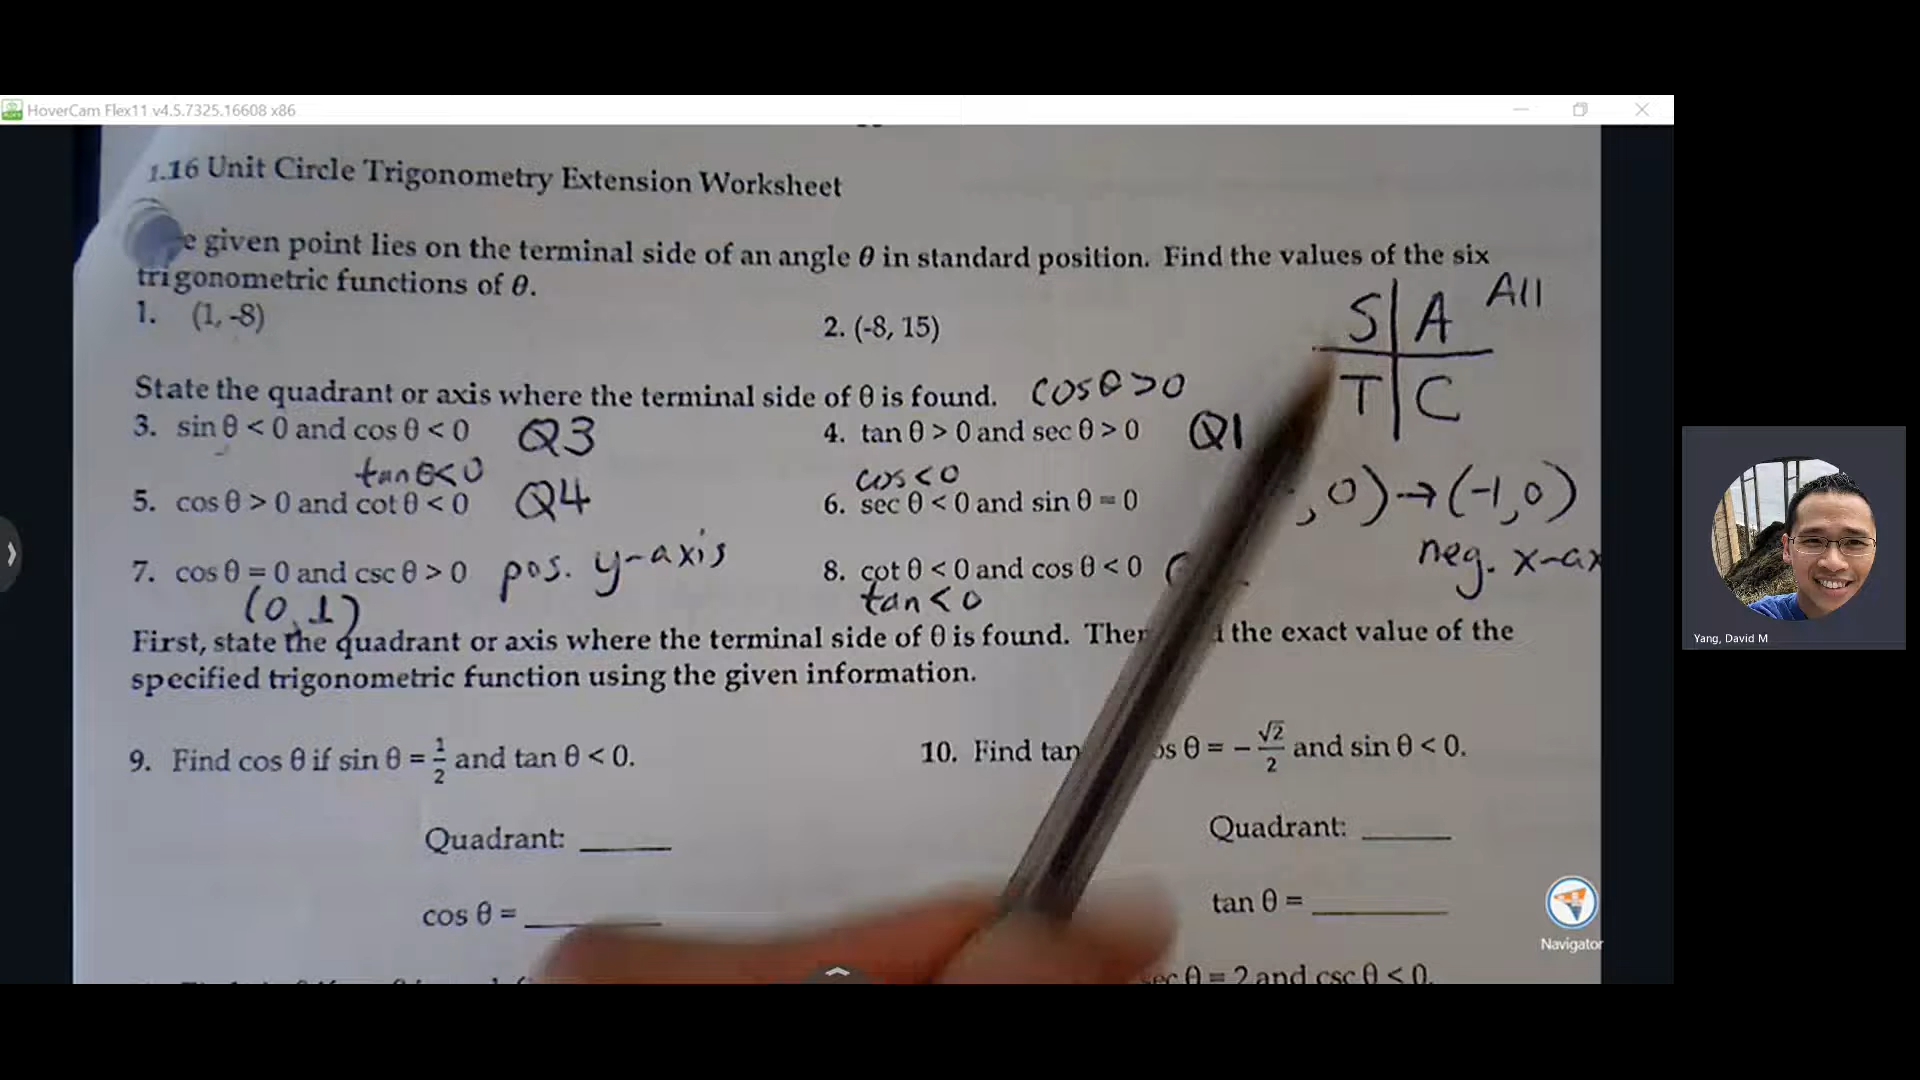 HoverCam Flex11 v4.5.7325.16608 x86
1.16 Unit Circle Trigonometry Extension Worksheet
e given point lies on the terminal side of an angle θ in standard position. Find the values of the six
trigonometric functions of θ.
1. (1, -8)
2. (-8, 15)
S A All
T C
State the quadrant or axis where the terminal side of θ is found.
cosθ>0
3. sin θ < 0 and cos θ < 0 Q3
4. tan θ > 0 and sec θ > 0 Q1
tanθ<0
cos<0
5. cos θ > 0 and cot θ < 0 Q4
6. sec θ < 0 and sin θ = 0
, 0)→(-1,0)
neg. x-ax
7. cos θ = 0 and csc θ > 0 pos. y-axis
8. cot θ < 0 and cos θ < 0
(0,1)
tan<0
First, state the quadrant or axis where the terminal side of θ is found. the exact value of the
specified trigonometric function using the given information.
9. Find cos θ if sin θ = 1/2 and tan θ < 0.
10. Find tan os θ = -√2/2 and sin θ < 0.
Quadrant:
Quadrant:
cos θ =
tan θ =
sec θ = 2 and csc θ < 0.
Navigator
Yang, David M